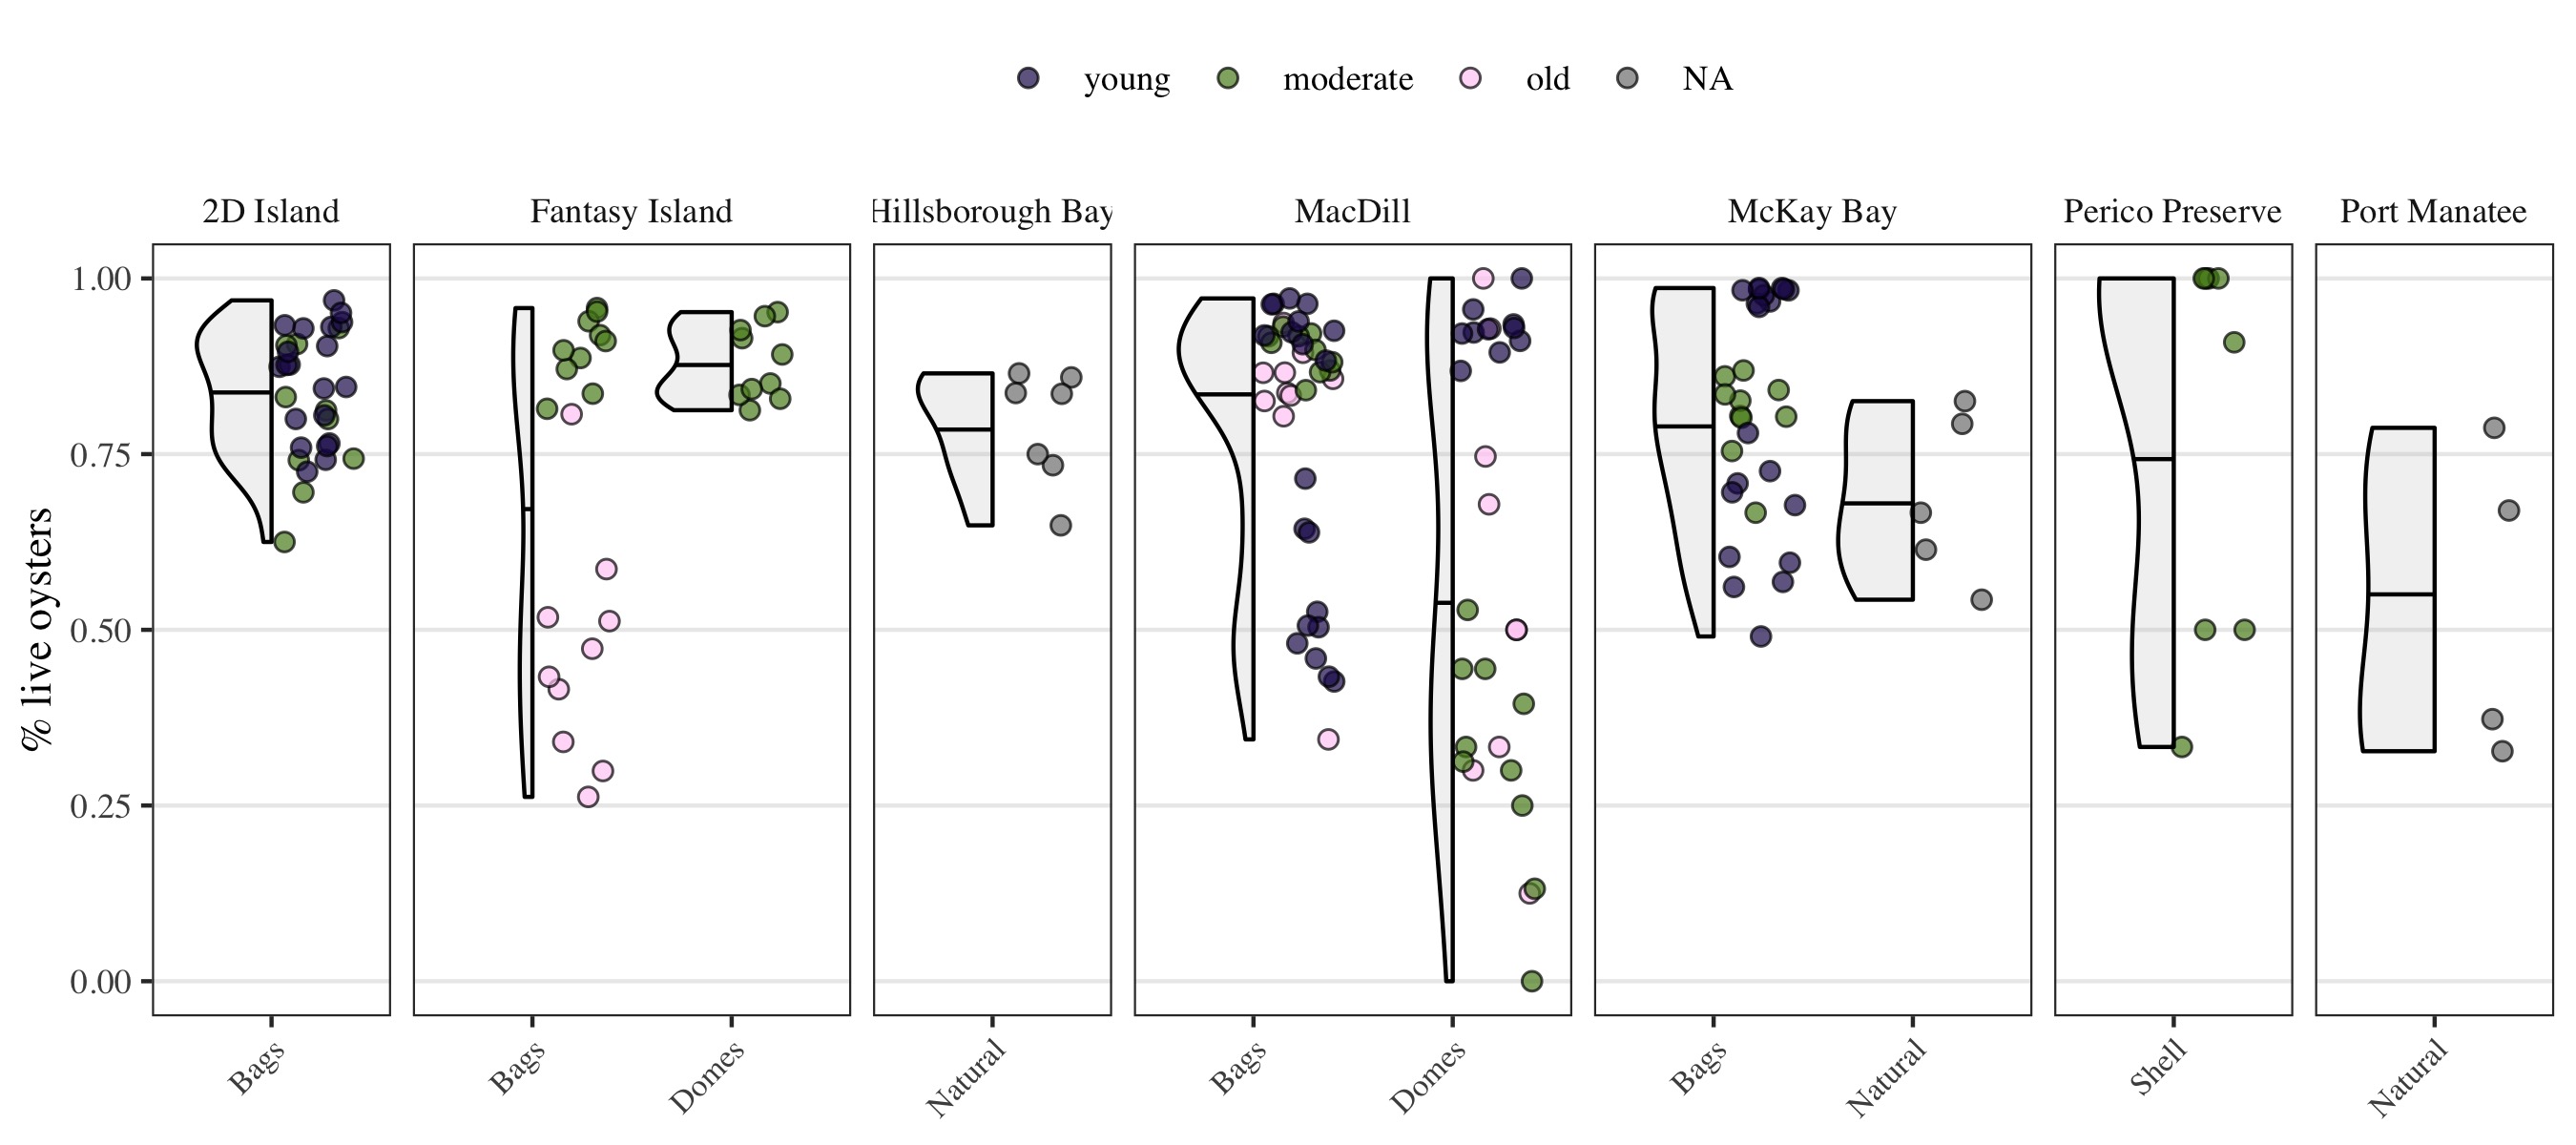 young moderate old NA
2D Island Fantasy Island Hillsborough Bay MacDill McKay Bay Perico Preserve Port Manatee
% live oysters
1.00
0.75
0.50
0.25
0.00
Bags Bags Domes Natural Bags Domes Bags Natural Shell Natural